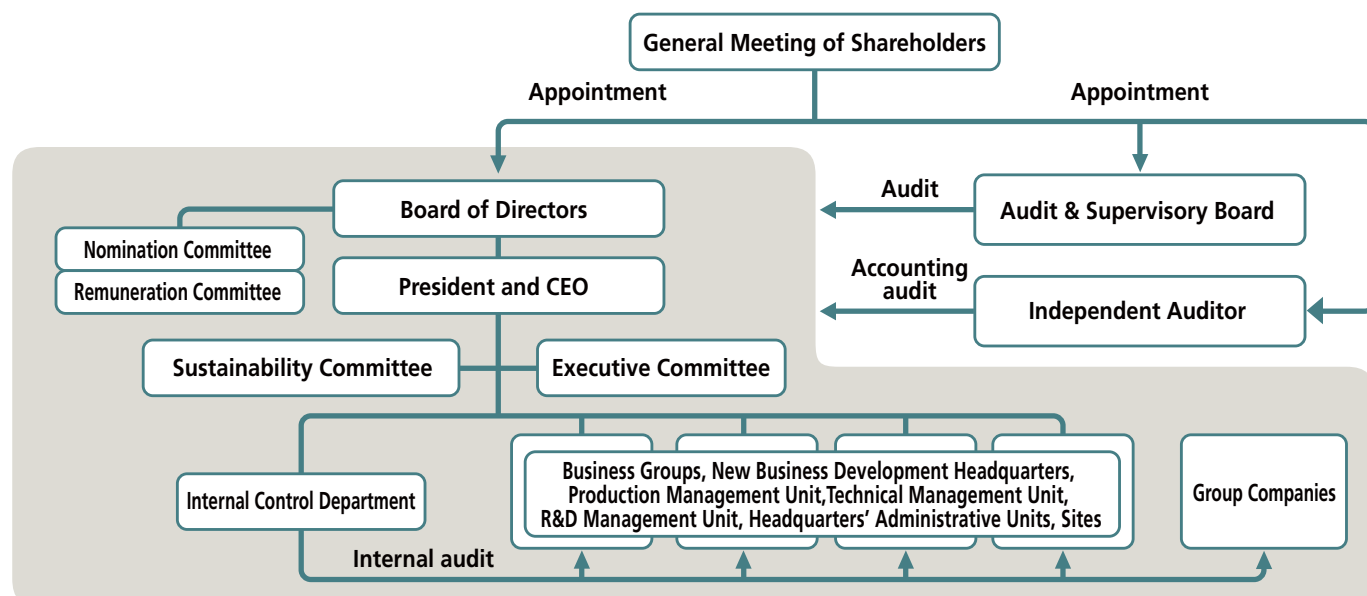 General Meeting of Shareholders
Appointment
Appointment
Board of Directors
Audit
Audit & Supervisory Board
Nomination Committee
Remuneration Committee
President and CEO
Accounting
audit
Independent Auditor
Sustainability Committee
Executive Committee
Internal Control Department
Business Groups, New Business Development Headquarters,
Production Management Unit,Technical Management Unit,
R&D Management Unit, Headquarters’ Administrative Units, Sites
Group Companies
Internal audit